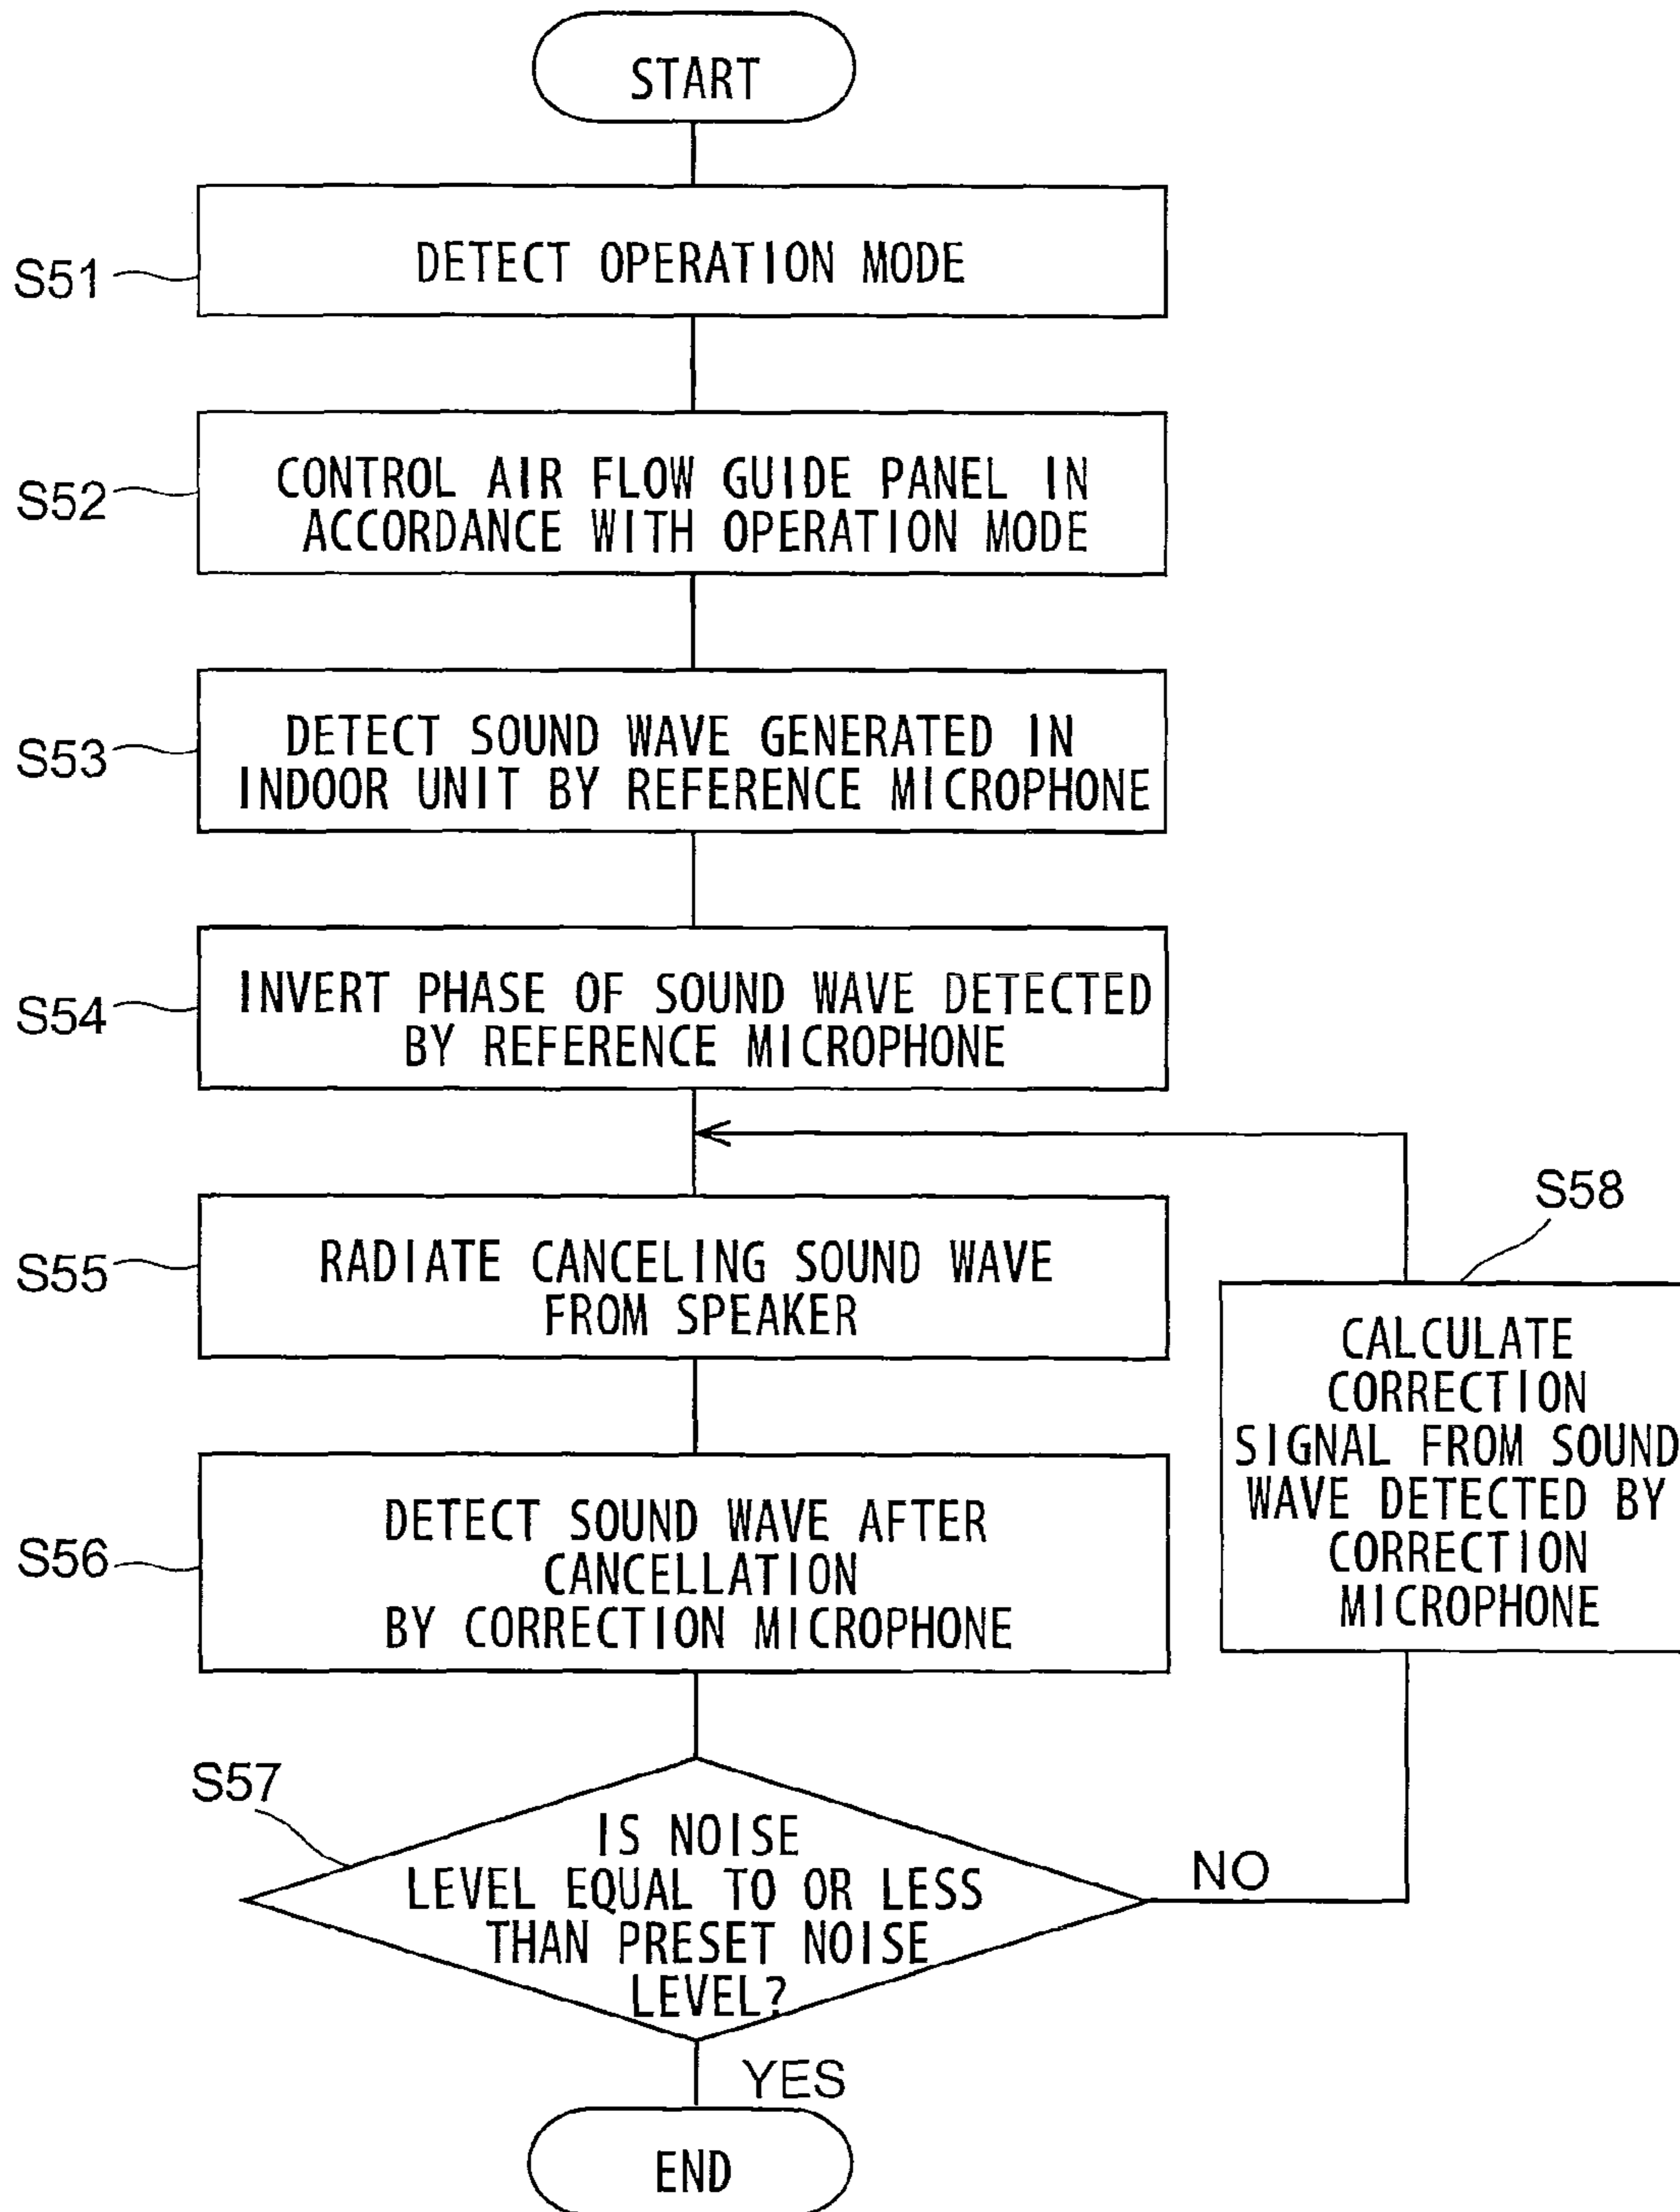 START
S51
DETECT OPERATION MODE
S52
CONTROL AIR FLOW GUIDE PANEL IN
ACCORDANCE WITH OPERATION MODE
S53
DETECT SOUND WAVE GENERATED IN
INDOOR UNIT BY REFERENCE MICROPHONE
S54
INVERT PHASE OF SOUND WAVE DETECTED
BY REFERENCE MICROPHONE
S55
RADIATE CANCELING SOUND WAVE
FROM SPEAKER
S56
DETECT SOUND WAVE AFTER
CANCELLATION
BY CORRECTION MICROPHONE
S57
IS NOISE
LEVEL EQUAL TO OR LESS
THAN PRESET NOISE
LEVEL?
NO
S58
CALCULATE
CORRECTION
SIGNAL FROM SOUND
WAVE DETECTED BY
CORRECTION
MICROPHONE
YES
END